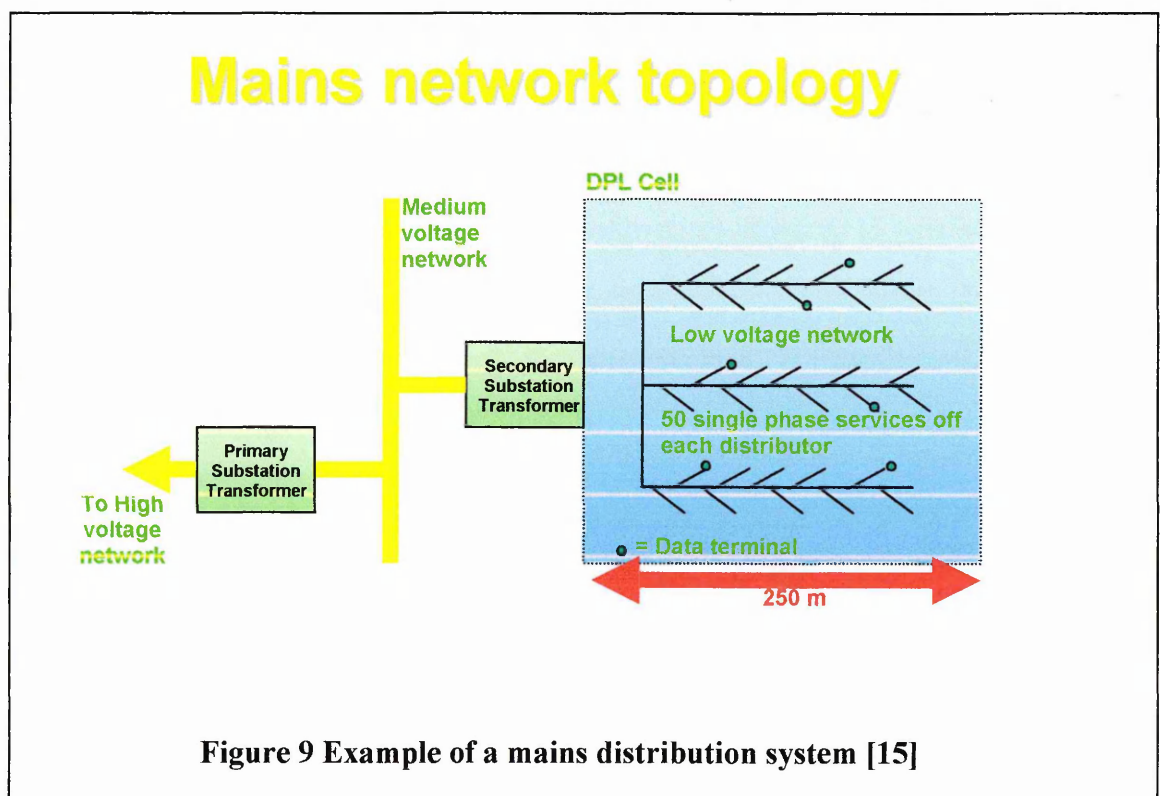 Mains network topology
DPL Cell
Medium
voltage
network
Low voltage network
Secondary
Substation
Transformer
50 single phase services off
each distributor
Primary
Substation
Transformer
To High
voltage
network
= Data terminal
250 m
Figure 9 Example of a mains distribution system [15]